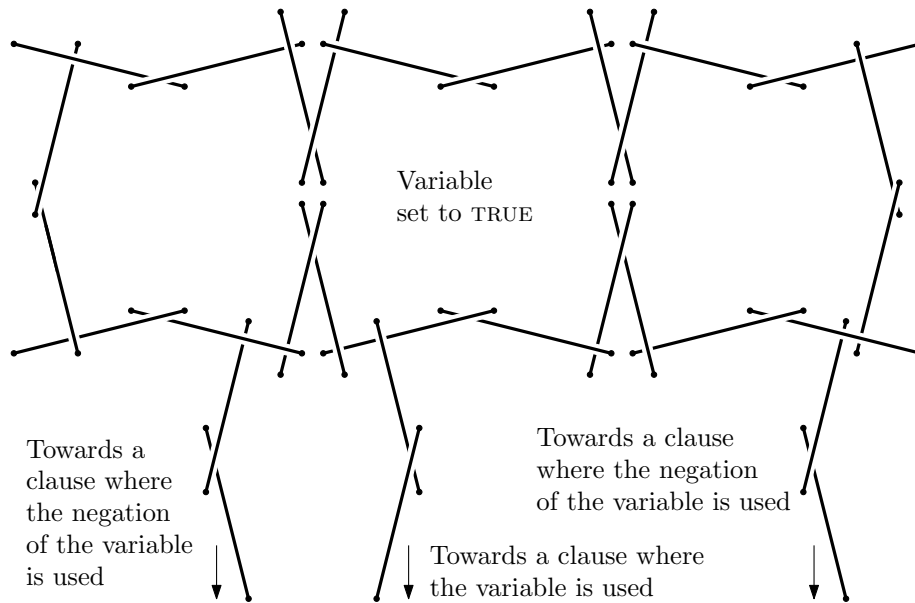 Variable
set to TRUE
Towards a
clause where
the negation
of the variable
is used
Towards a clause
where the negation
of the variable is used
Towards a clause where
the variable is used